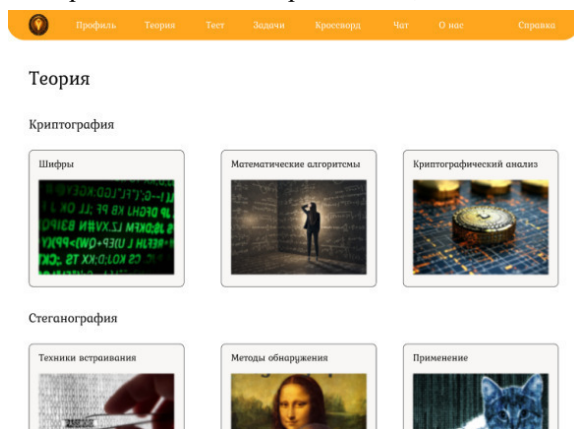 Профиль Теория Тест Задачи Кроссворд Чат О нас Справка
Теория
Криптография
Шифры Математические алгоритсмы Криптографический анализ
Стеганография
Техники встраивания Методы обнаружения Применение